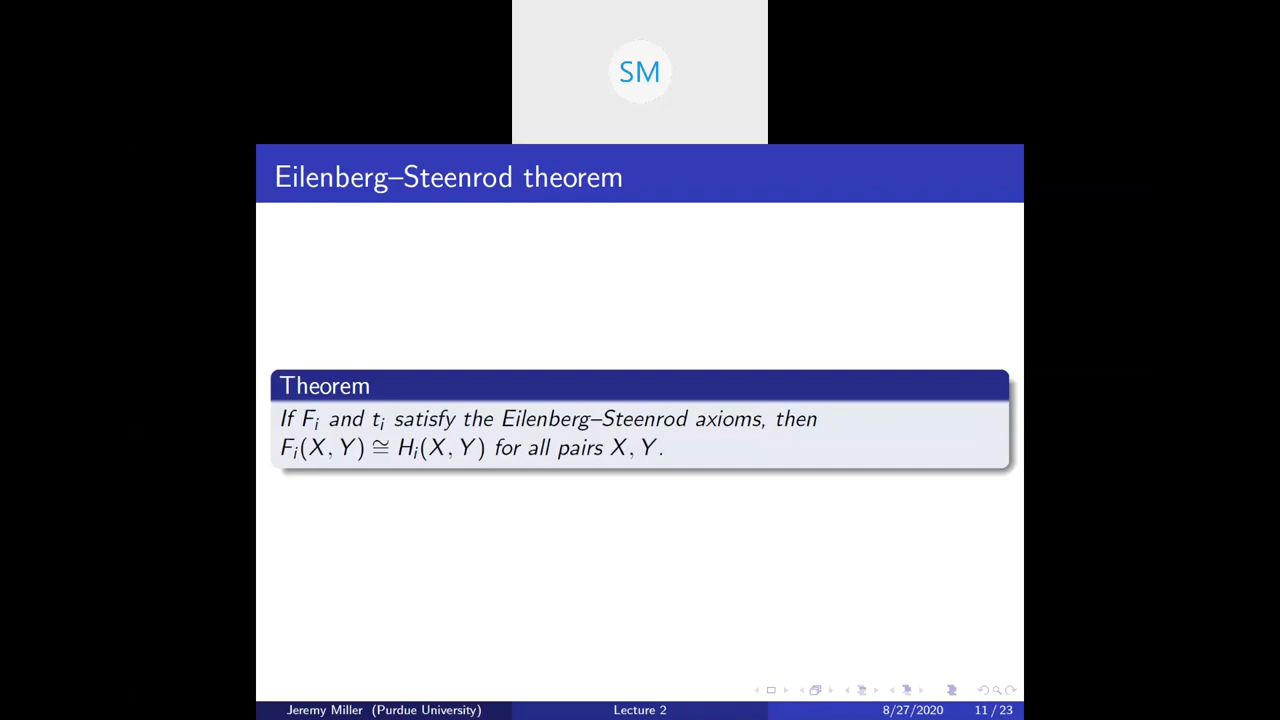 SM
Eilenberg–Steenrod theorem
Theorem
If Fᵢ and tᵢ satisfy the Eilenberg–Steenrod axioms, then
Fᵢ(X, Y) ≅ Hᵢ(X, Y) for all pairs X, Y.
Jeremy Miller (Purdue University) Lecture 2 8/27/2020 11 / 23